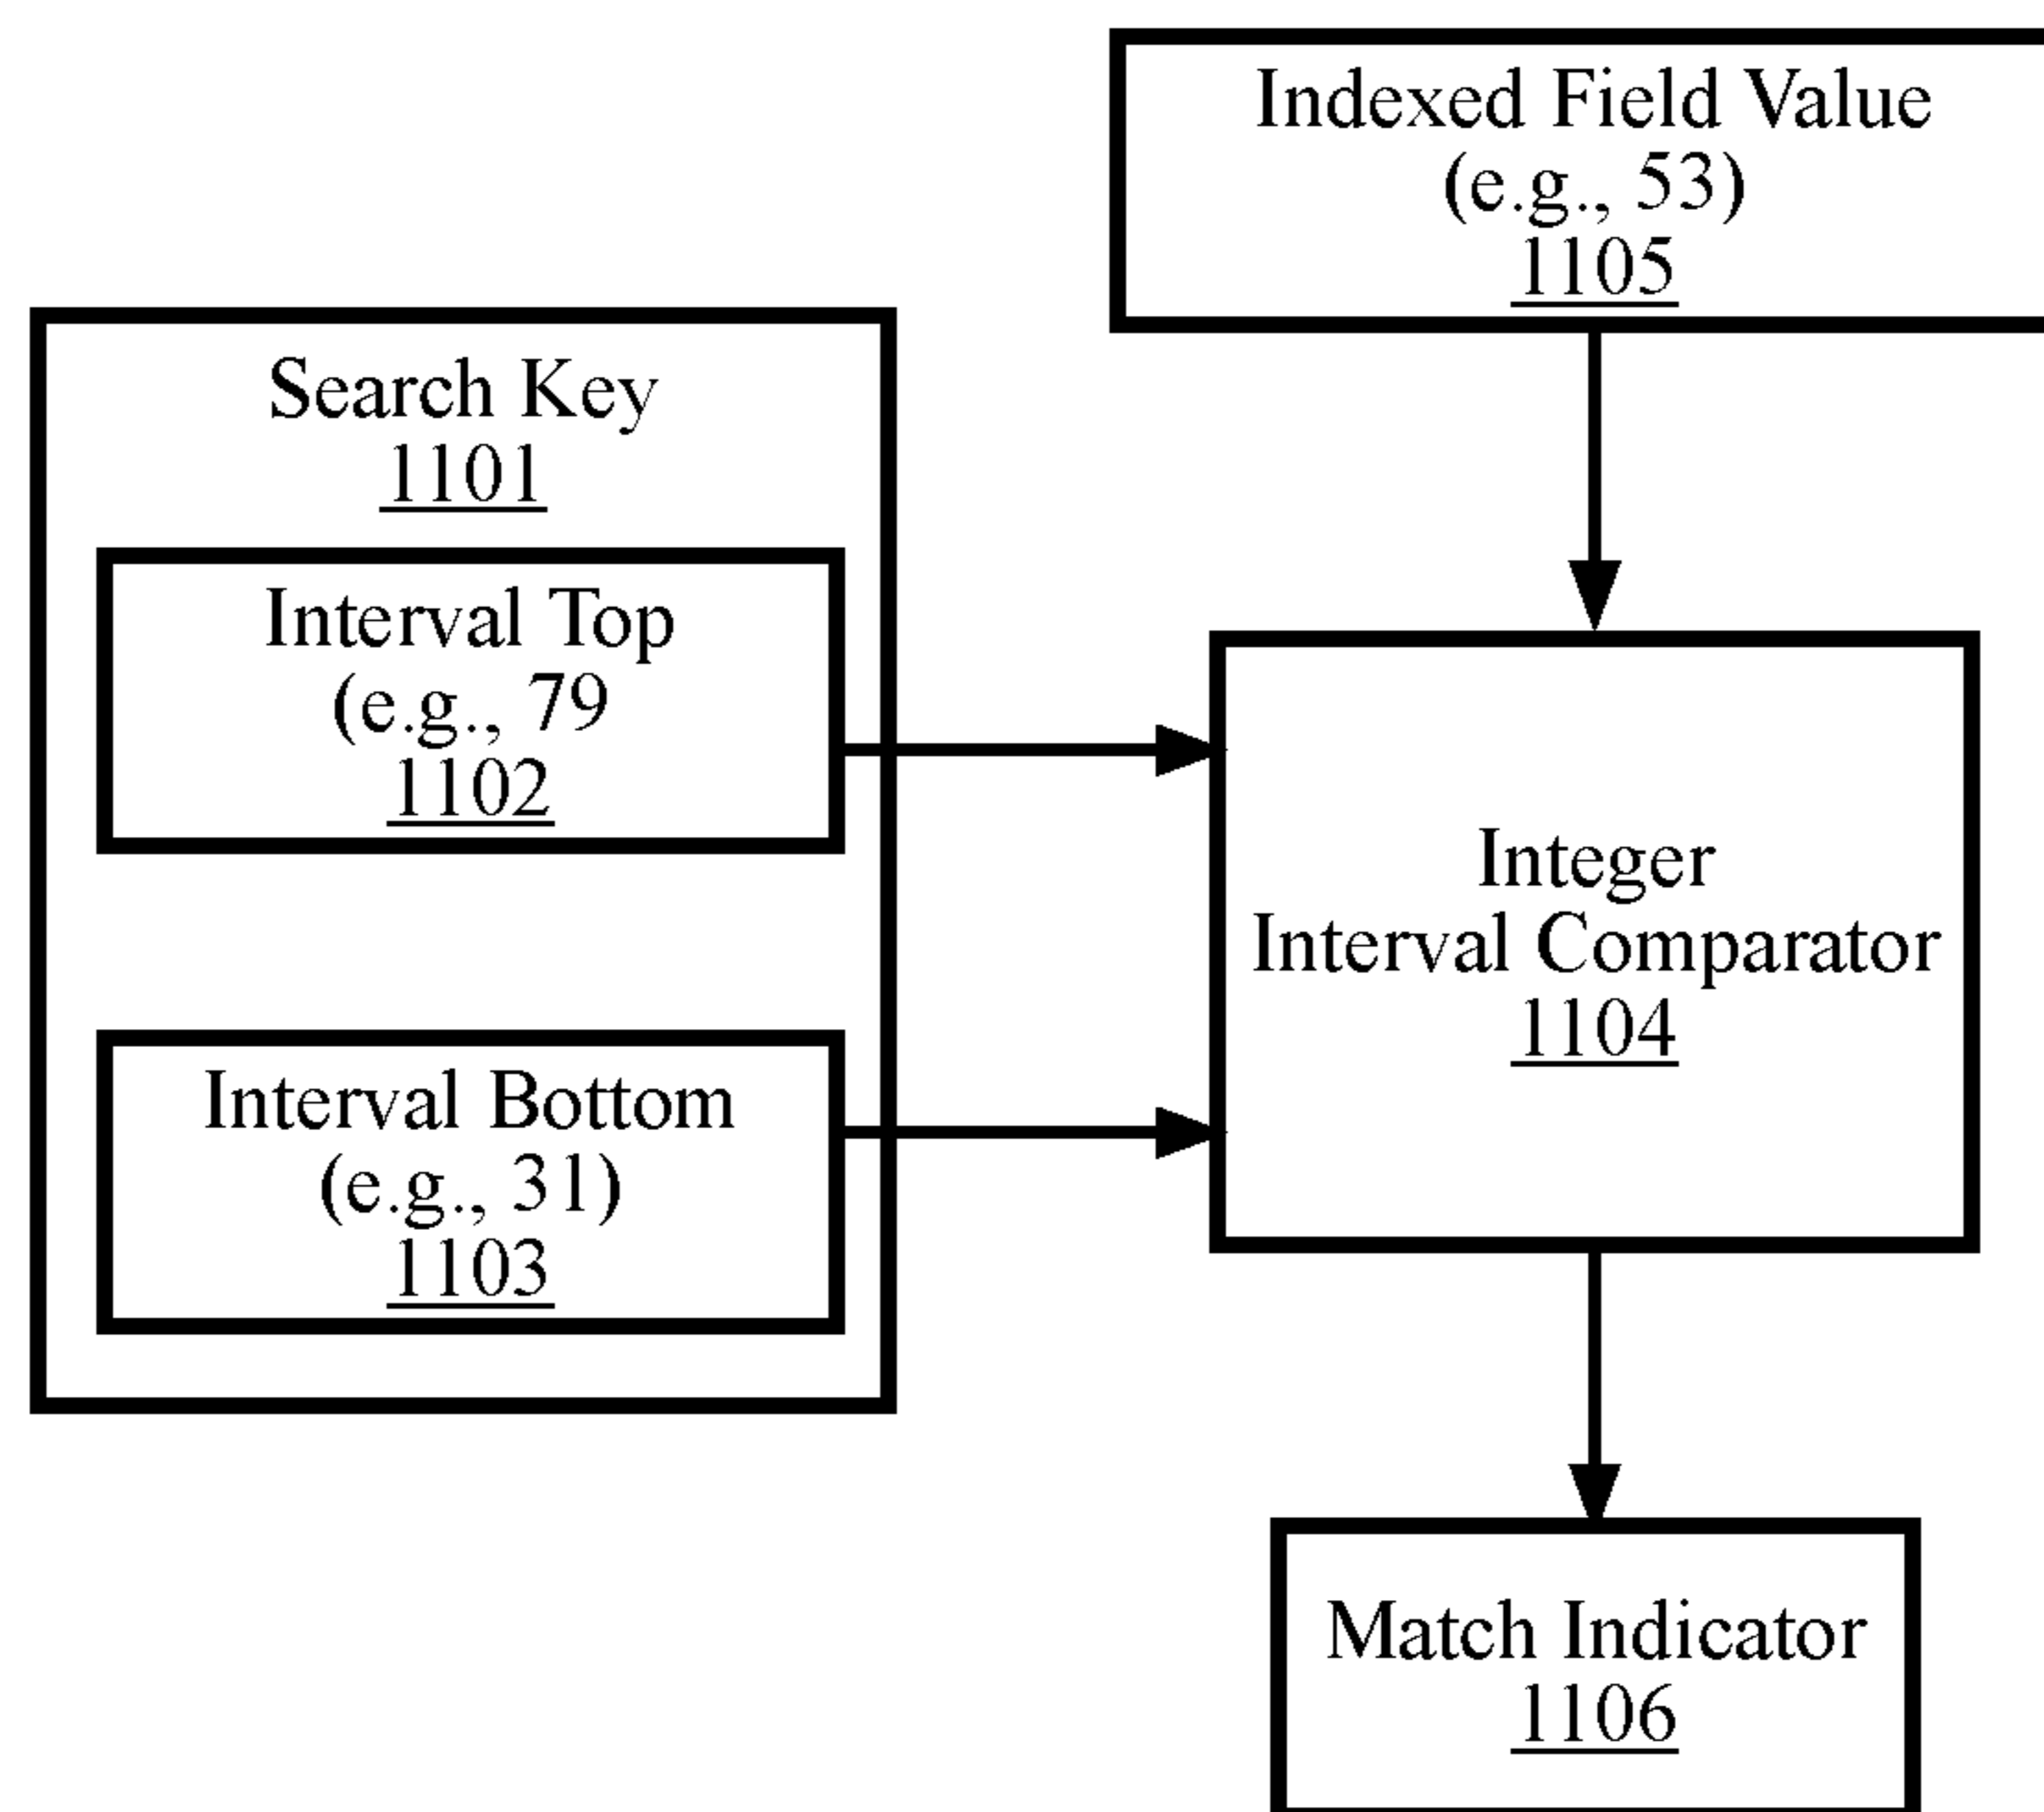 Indexed Field Value
(e.g., 53)
1105
Search Key
1101
Interval Top
(e.g., 79
1102
Interval Bottom
(e.g., 31)
1103
Integer
Interval Comparator
1104
Match Indicator
1106